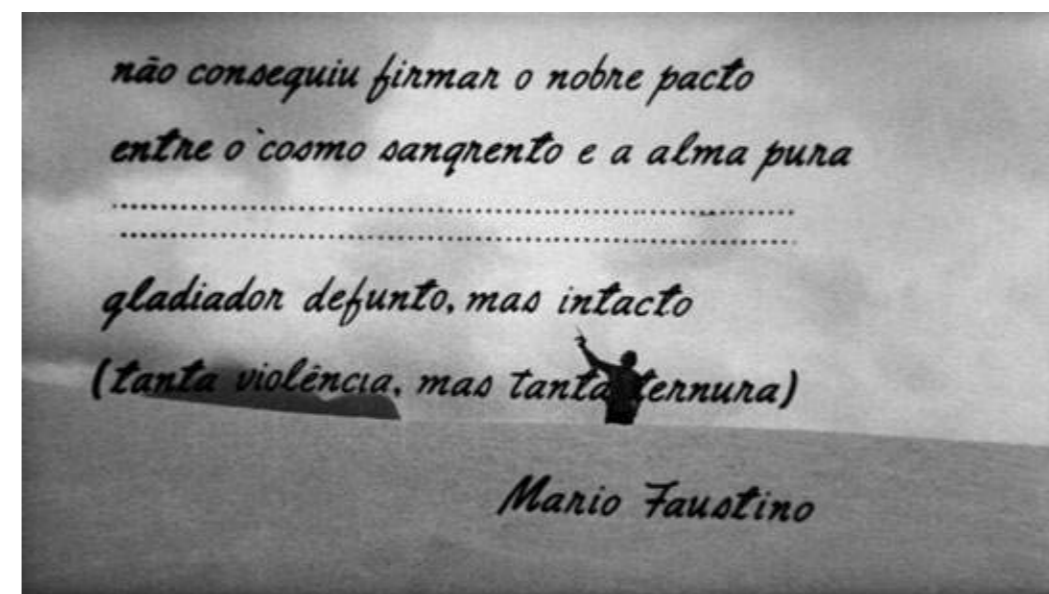 não conseguiu firmar o nobre pacto
entre o cosmo sangrento e a alma pura
........................................................................
........................................................................
gladiador defunto, mas intacto
(tanta violência, mas tanta ternura)
Mario Faustino